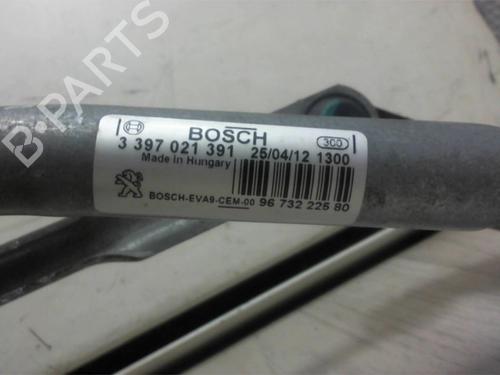 B-PARTS
BOSCH
300
3 397 021 391 25/04/12 1300
Made in Hungary
BOSCH-EVA9-CEM-00 96 732 225 80